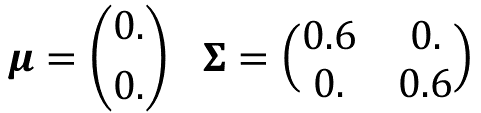 𝝁 = (0. 0.) 𝚺 = (0.6 0. 0. 0.6)